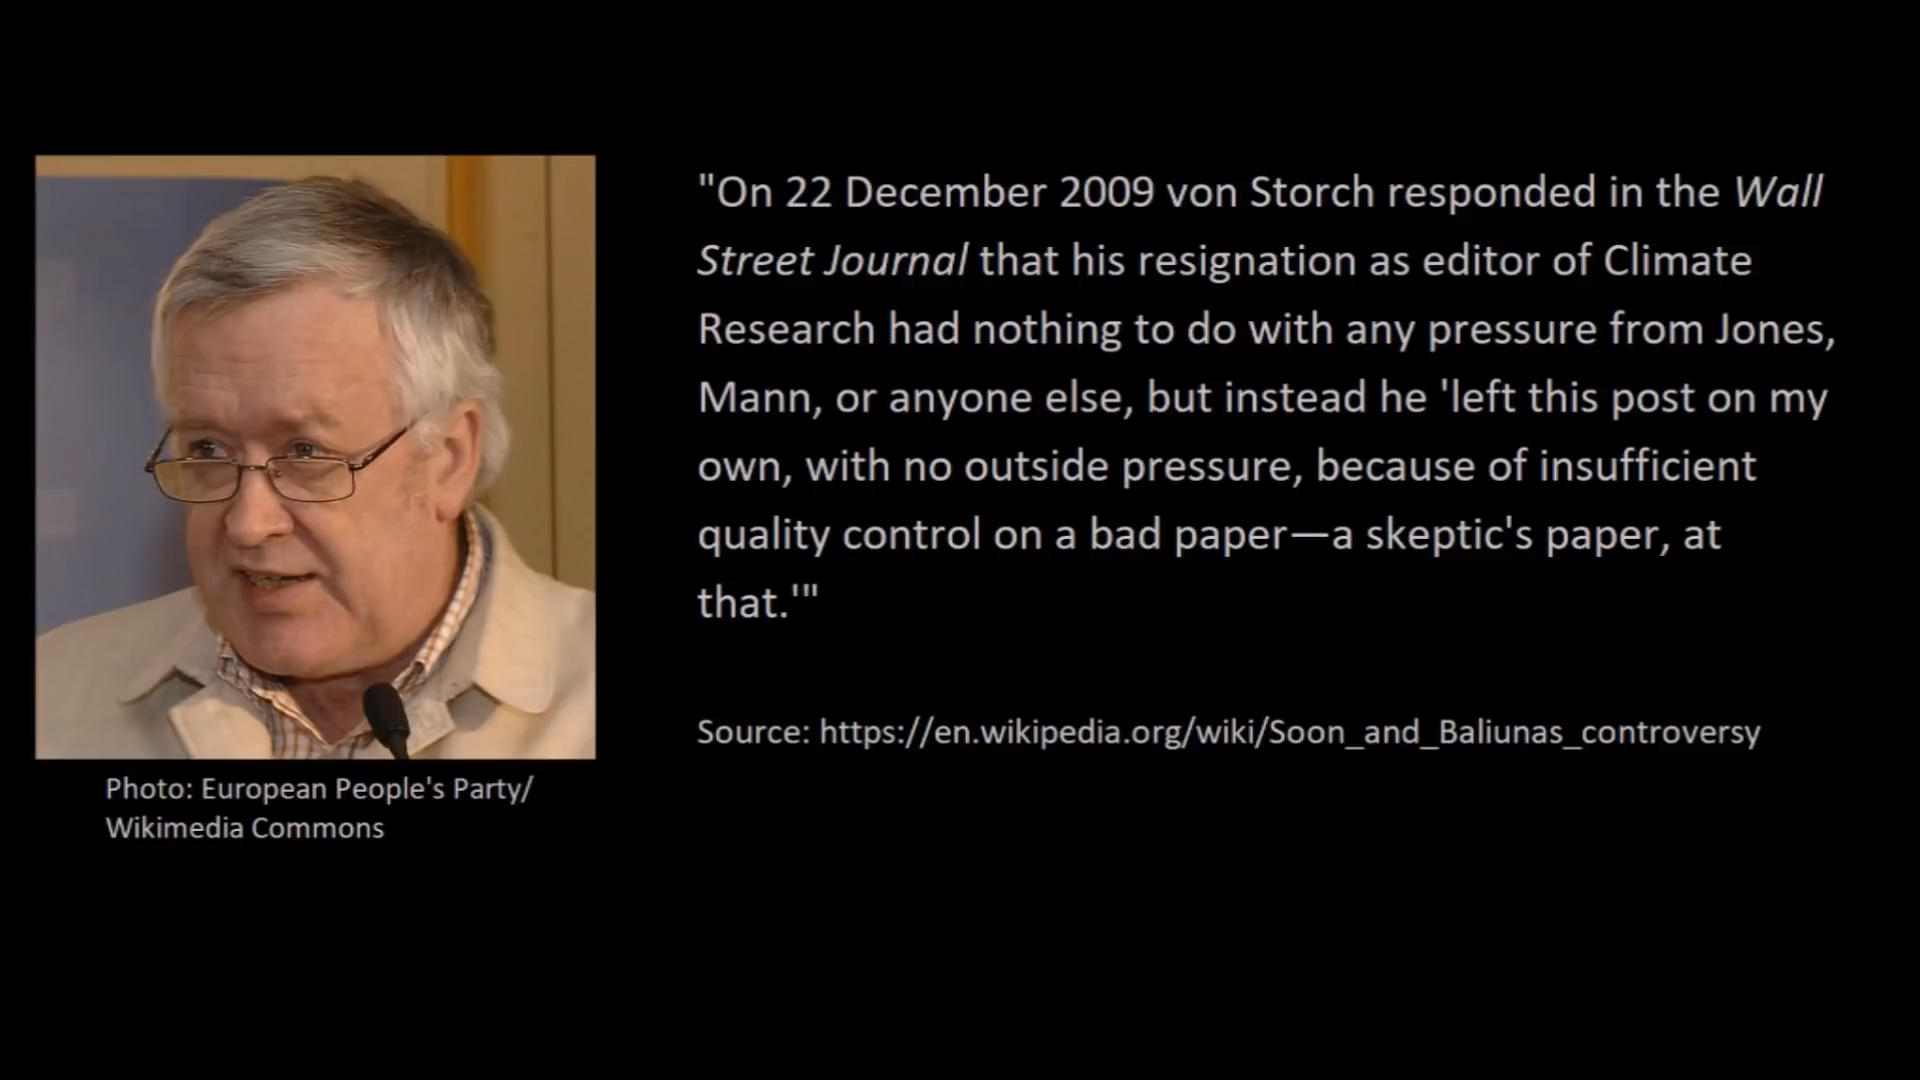 "On 22 December 2009 von Storch responded in the Wall
Street Journal that his resignation as editor of Climate
Research had nothing to do with any pressure from Jones,
Mann, or anyone else, but instead he 'left this post on my
own, with no outside pressure, because of insufficient
quality control on a bad paper—a skeptic's paper, at
that.'"
Source: https://en.wikipedia.org/wiki/Soon_and_Baliunas_controversy
Photo: European People's Party/
Wikimedia Commons